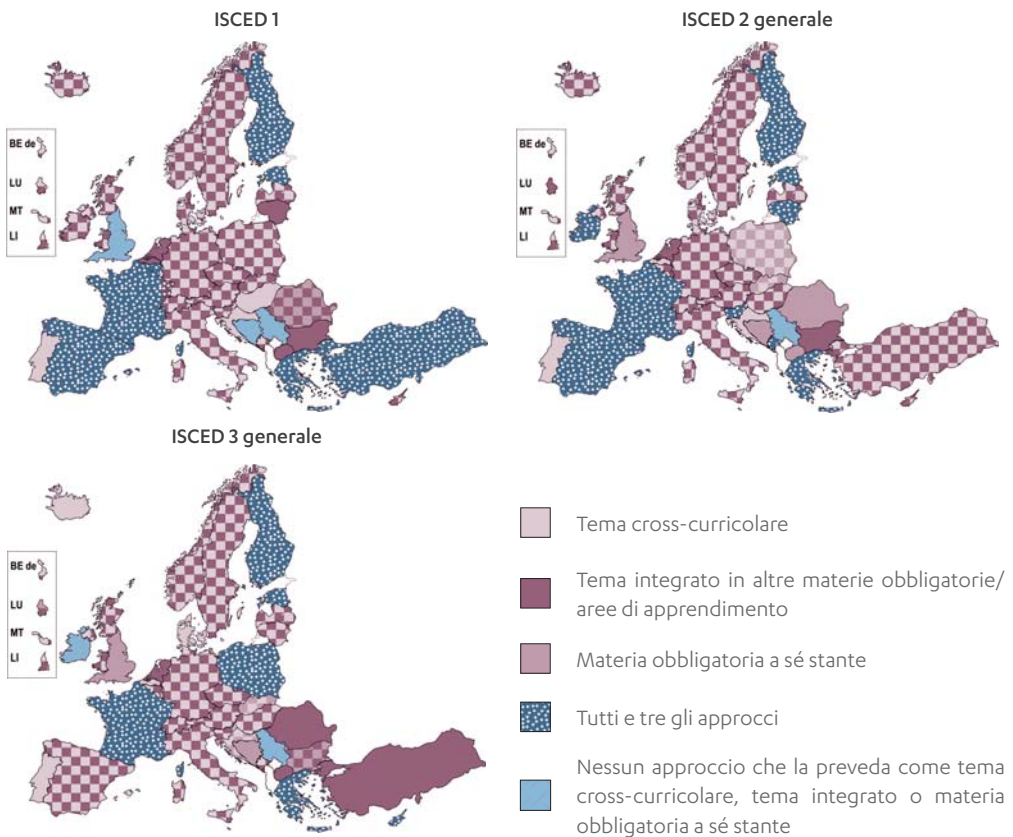 ISCED 1
ISCED 2 generale
BE de
LU
MT
LI
BE de
LU
MT
LI
ISCED 3 generale
BE de
LU
MT
LI
Tema cross-curricolare
Tema integrato in altre materie obbligatorie/
aree di apprendimento
Materia obbligatoria a sé stante
Tutti e tre gli approcci
Nessun approccio che la preveda come tema
cross-curricolare, tema integrato o materia
obbligatoria a sé stante